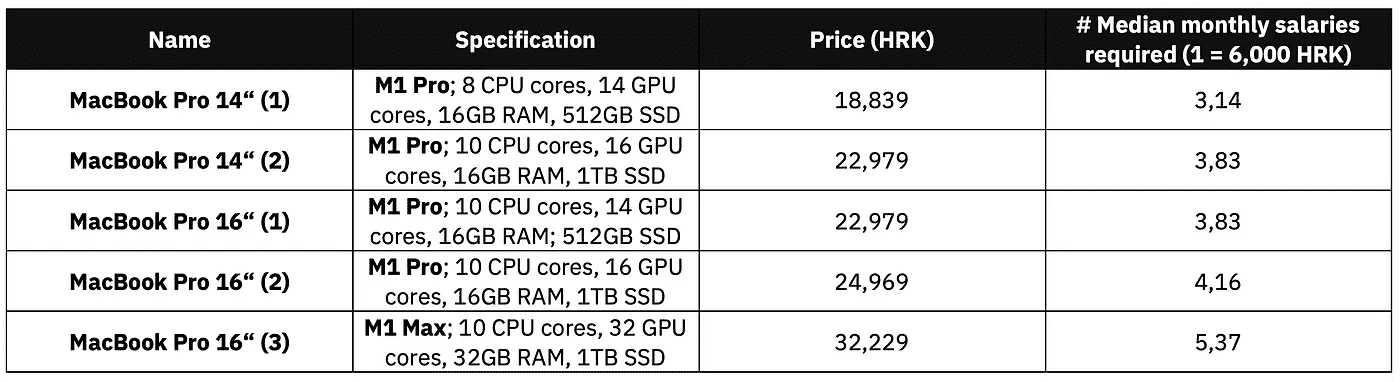 Name Specification Price (HRK) # Median monthly salaries
required (1 = 6,000 HRK)
MacBook Pro 14“ (1) M1 Pro; 8 CPU cores, 14 GPU
cores, 16GB RAM, 512GB SSD 18,839 3,14
MacBook Pro 14“ (2) M1 Pro; 10 CPU cores, 16 GPU
cores, 16GB RAM, 1TB SSD 22,979 3,83
MacBook Pro 16“ (1) M1 Pro; 10 CPU cores, 14 GPU
cores, 16GB RAM; 512GB SSD 22,979 3,83
MacBook Pro 16“ (2) M1 Pro; 10 CPU cores, 16 GPU
cores, 16GB RAM, 1TB SSD 24,969 4,16
MacBook Pro 16“ (3) M1 Max; 10 CPU cores, 32 GPU
cores, 32GB RAM, 1TB SSD 32,229 5,37